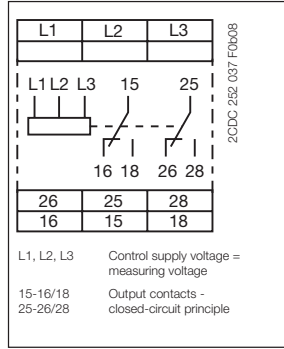 L1 L2 L3
L1 L2 L3 15 25
16 18 26 28
26 25 28
16 15 18
2CDC 252 037 F0b08
L1, L2, L3 Control supply voltage =
measuring voltage
15-16/18 Output contacts -
25-26/28 closed-circuit principle